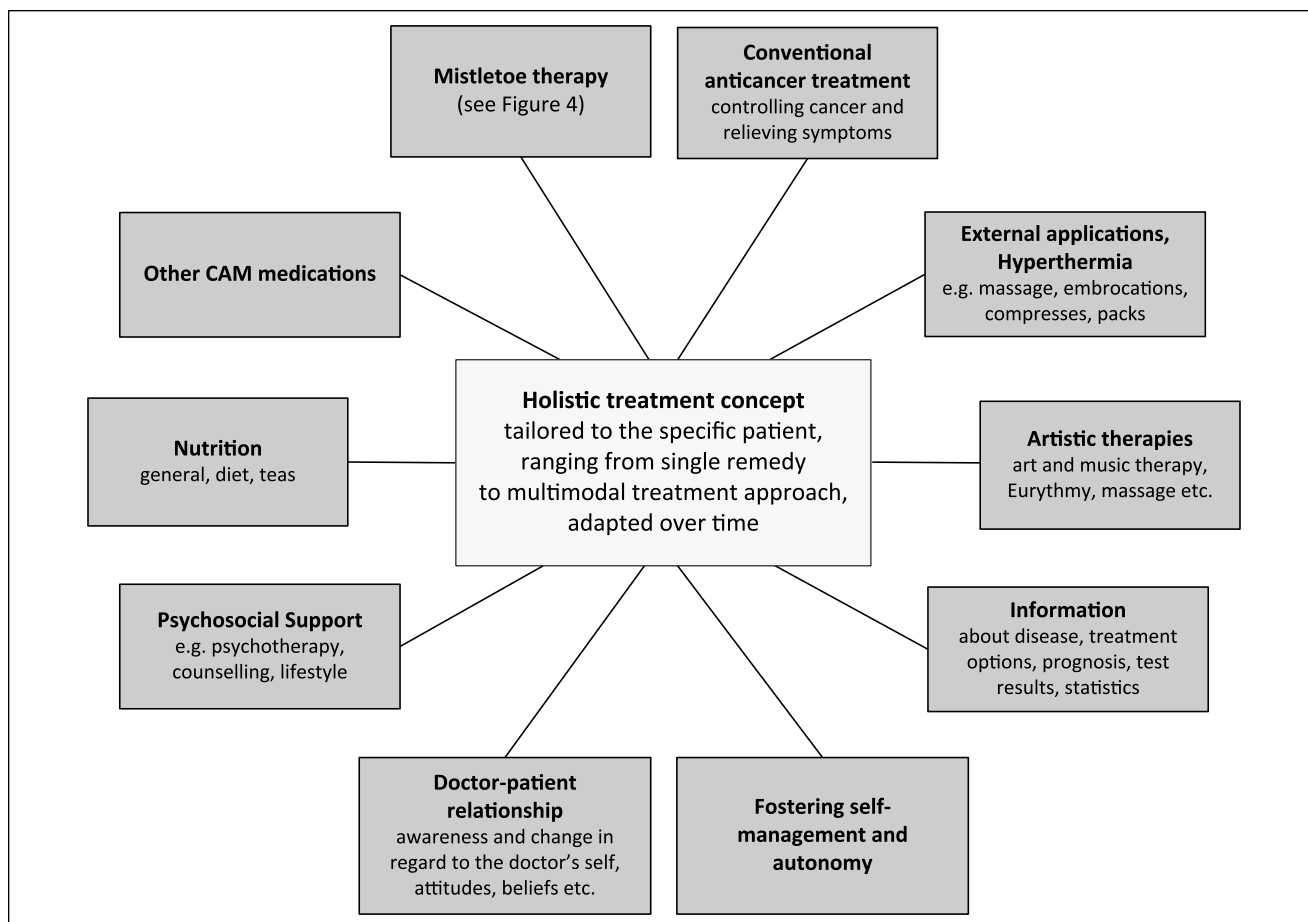 Mistletoe therapy
(see Figure 4)
Conventional
anticancer treatment
controlling cancer and
relieving symptoms
Other CAM medications
External applications,
Hyperthermia
e.g. massage, embrocations,
compresses, packs
Holistic treatment concept
tailored to the specific patient,
ranging from single remedy
to multimodal treatment approach,
adapted over time
Nutrition
general, diet, teas
Artistic therapies
art and music therapy,
Eurythmy, massage etc.
Psychosocial Support
e.g. psychotherapy,
counselling, lifestyle
Information
about disease, treatment
options, prognosis, test
results, statistics
Doctor-patient
relationship
awareness and change in
regard to the doctor’s self,
attitudes, beliefs etc.
Fostering self-
management and
autonomy